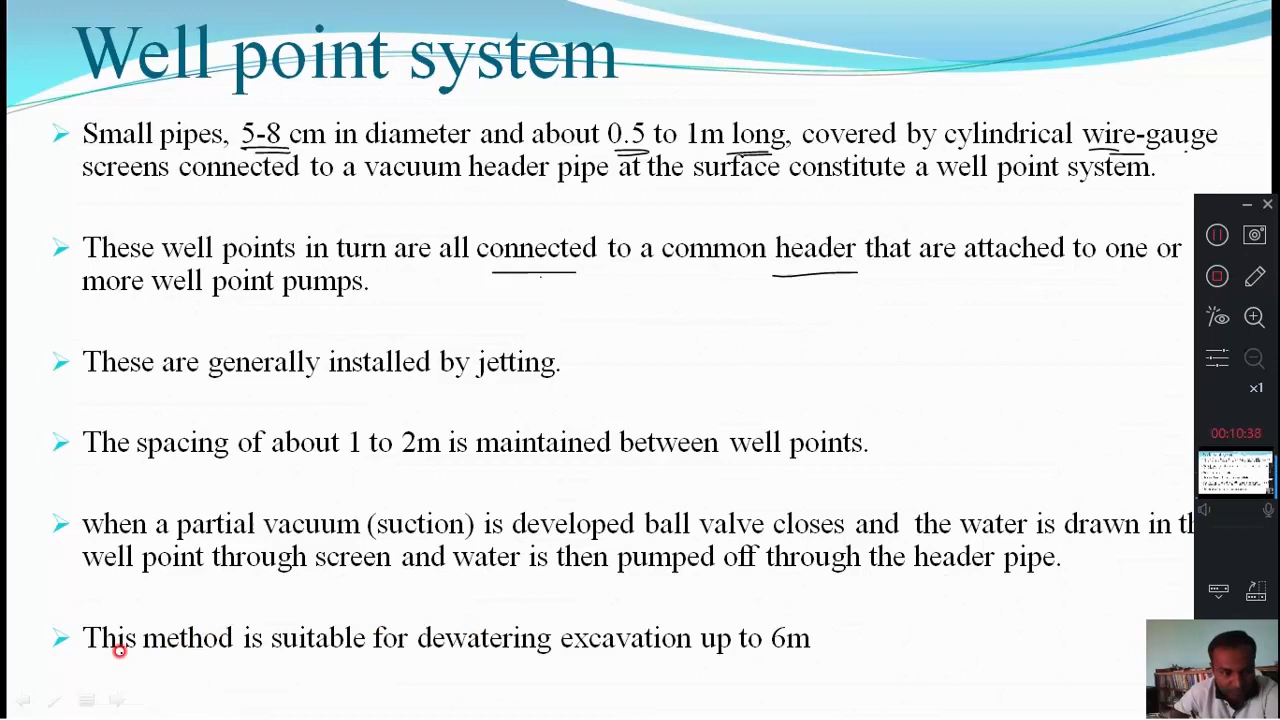 Well point system
Small pipes, 5-8 cm in diameter and about 0.5 to 1m long, covered by cylindrical wire-gauge
screens connected to a vacuum header pipe at the surface constitute a well point system.
These well points in turn are all connected to a common header that are attached to one or
more well point pumps.
These are generally installed by jetting.
The spacing of about 1 to 2m is maintained between well points.
when a partial vacuum (suction) is developed ball valve closes and the water is drawn in th
well point through screen and water is then pumped off through the header pipe.
This method is suitable for dewatering excavation up to 6m
x1
00:10:38